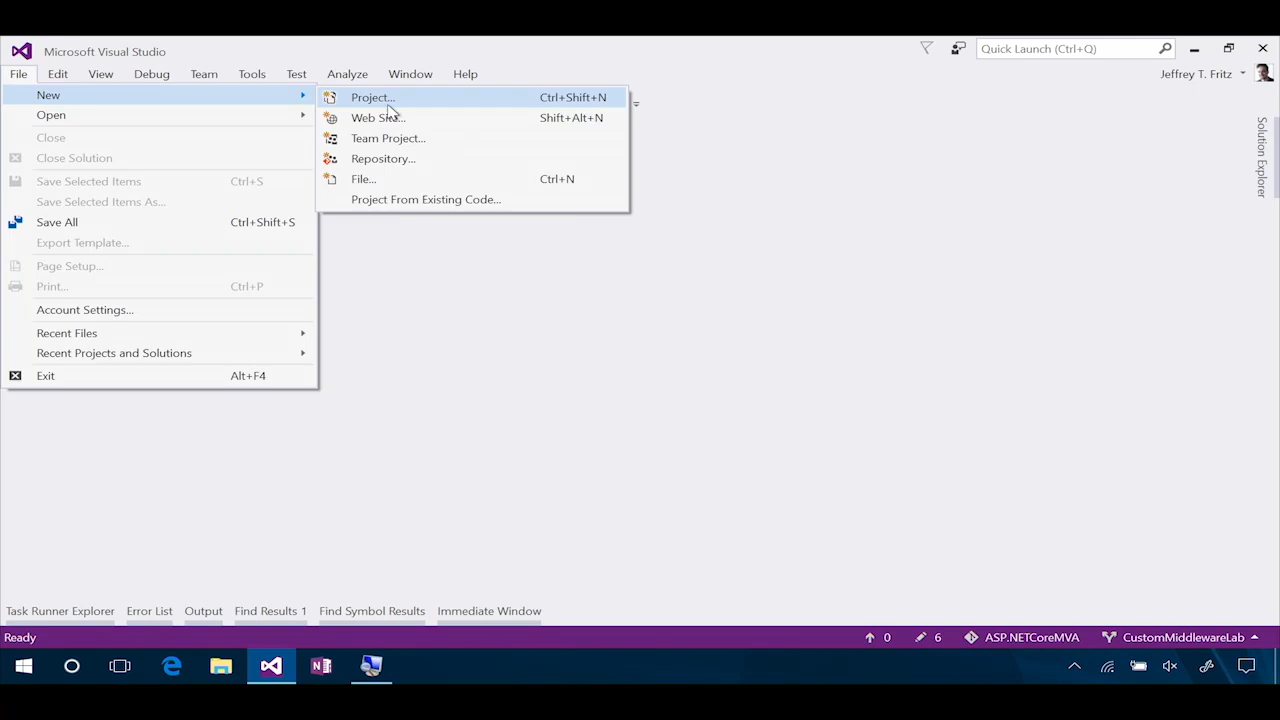 Microsoft Visual Studio
Quick Launch (Ctrl+Q)
File Edit View Debug Team Tools Test Analyze Window Help
Jeffrey T. Fritz
New
Open
Close
Close Solution
Save Selected Items Ctrl+S
Save Selected Items As...
Save All Ctrl+Shift+S
Export Template...
Page Setup...
Print... Ctrl+P
Account Settings...
Recent Files
Recent Projects and Solutions
Exit Alt+F4
Project... Ctrl+Shift+N
Web Site... Shift+Alt+N
Team Project...
Repository...
File... Ctrl+N
Project From Existing Code...
Solution Explorer
Task Runner Explorer Error List Output Find Results 1 Find Symbol Results Immediate Window
Ready 0 6 ASP.NETCoreMVA CustomMiddlewareLab